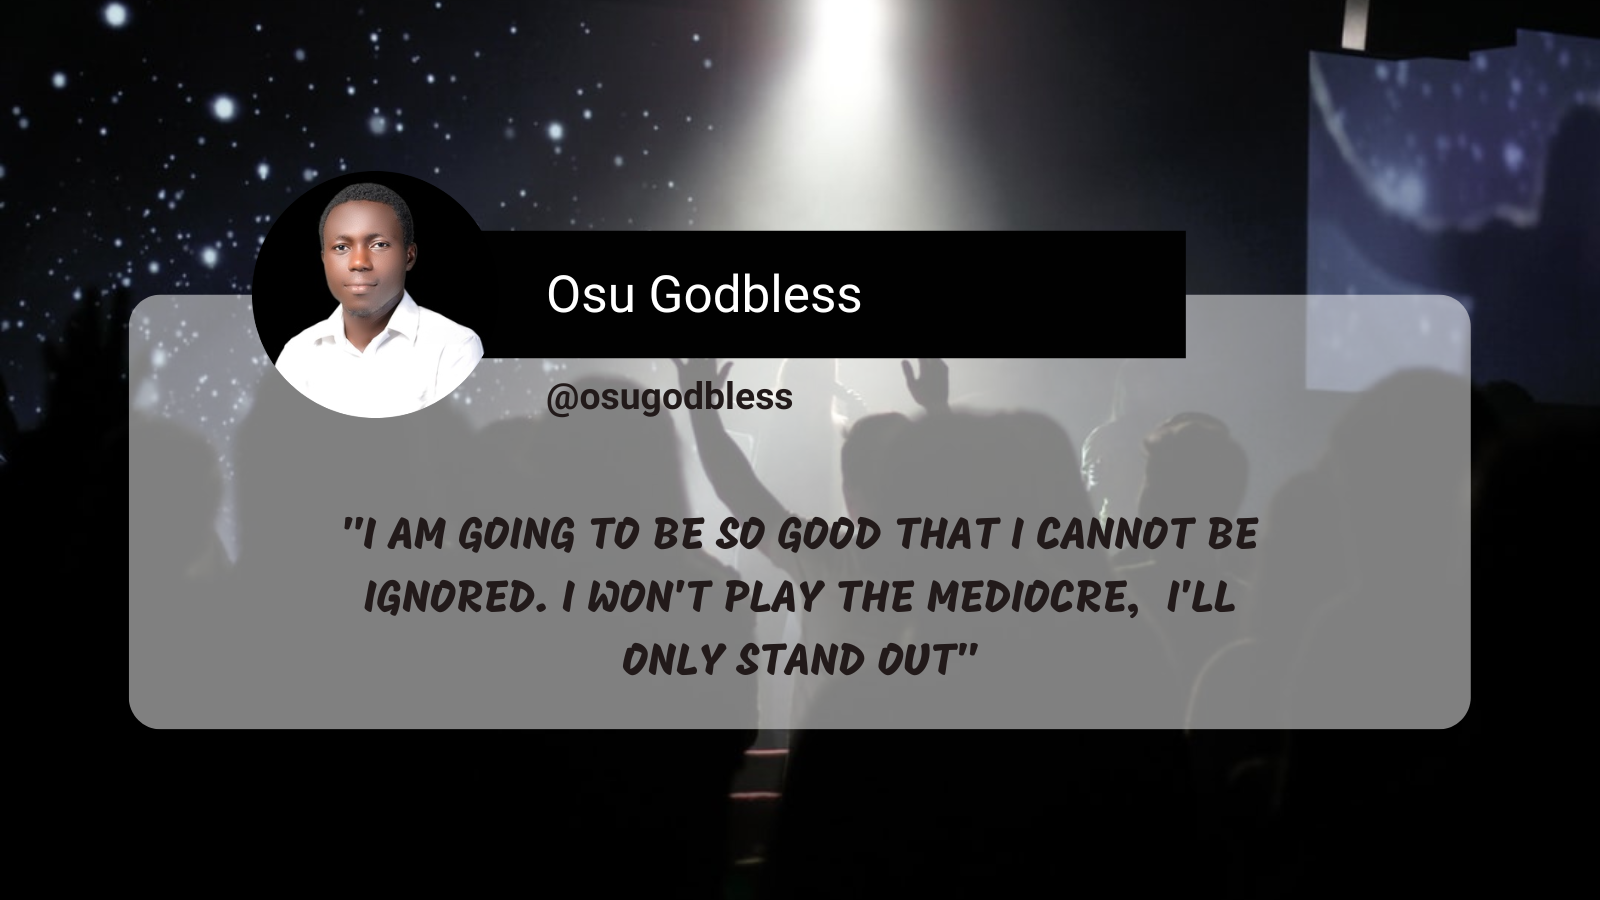 Osu Godbless
@osugodbless
"I AM GOING TO BE SO GOOD THAT I CANNOT BE
IGNORED. I WON'T PLAY THE MEDIOCRE, I'LL
ONLY STAND OUT"